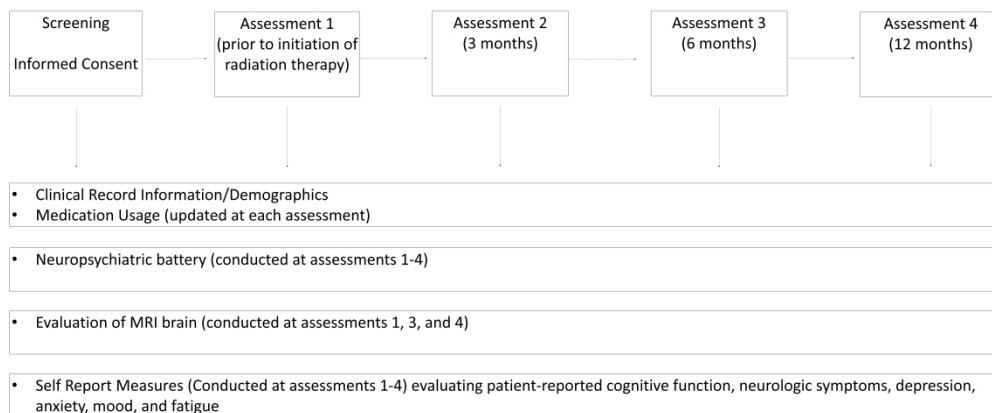 Screening
Informed Consent
Assessment 1
(prior to initiation of
radiation therapy)
Assessment 2
(3 months)
Assessment 3
(6 months)
Assessment 4
(12 months)
• Clinical Record Information/Demographics
• Medication Usage (updated at each assessment)
• Neuropsychiatric battery (conducted at assessments 1-4)
• Evaluation of MRI brain (conducted at assessments 1, 3, and 4)
• Self Report Measures (Conducted at assessments 1-4) evaluating patient-reported cognitive function, neurologic symptoms, depression,
anxiety, mood, and fatigue